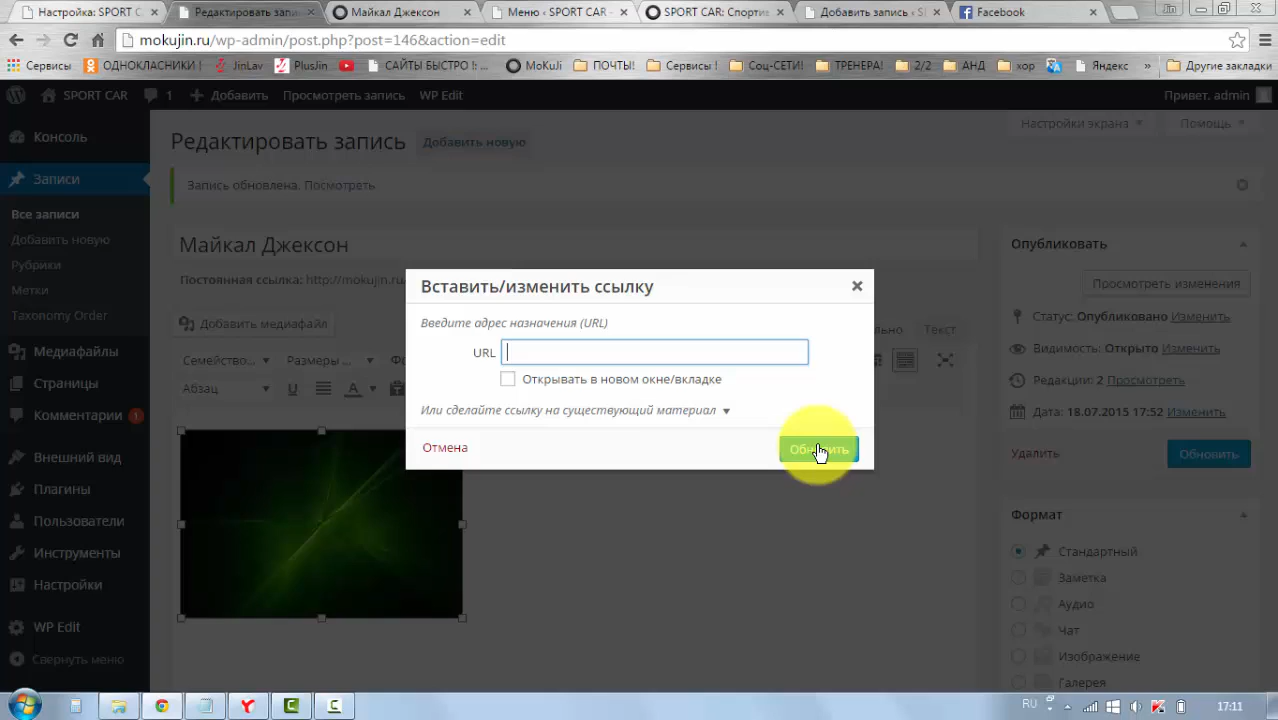 Настройка: SPORT C
Редактировать запи
Майкал Джексон
Меню ‹ SPORT CAR –
SPORT CAR: Спорти
Добавить запись ‹ S
Facebook
mokujin.ru/wp-admin/post.php?post=146&action=edit
Сервисы
ОДНОКЛАСНИКИ !
JinLav
PlusJin
САЙТЫ БЫСТРО !: ...
MoKuJi
ПОЧТЫ!
Сервисы !
Соц-СЕТИ!
ТРЕНЕРА!
2/2
АНД
хор
Яндекс
»
Другие закладки
SPORT CAR
1
Добавить
Просмотреть запись
WP Edit
Привет, admin
Консоль
Записи
Все записи
Добавить новую
Рубрики
Метки
Taxonomy Order
Медиафайлы
Страницы
Комментарии 1
Внешний вид
Плагины
Пользователи
Инструменты
Настройки
WP Edit
Свернуть меню
Настройки экрана
Помощь
Редактировать запись
Добавить новую
Запись обновлена. Посмотреть
Майкал Джексон
Постоянная ссылка: http://mokujin.ru/
Добавить медиафайл
льно
Текст
Семейство...
Размеры ...
Фо
Абзац
Вставить/изменить ссылку
Введите адрес назначения (URL)
URL
Открывать в новом окне/вкладке
Или сделайте ссылку на существующий материал
Отмена
Обновить
Опубликовать
Просмотреть изменения
Статус: Опубликовано Изменить
Видимость: Открыто Изменить
Редакции: 2 Просмотреть
Дата: 18.07.2015 17:52 Изменить
Удалить
Обновить
Формат
Стандартный
Заметка
Аудио
Чат
Изображение
Галерея
RU
17:11